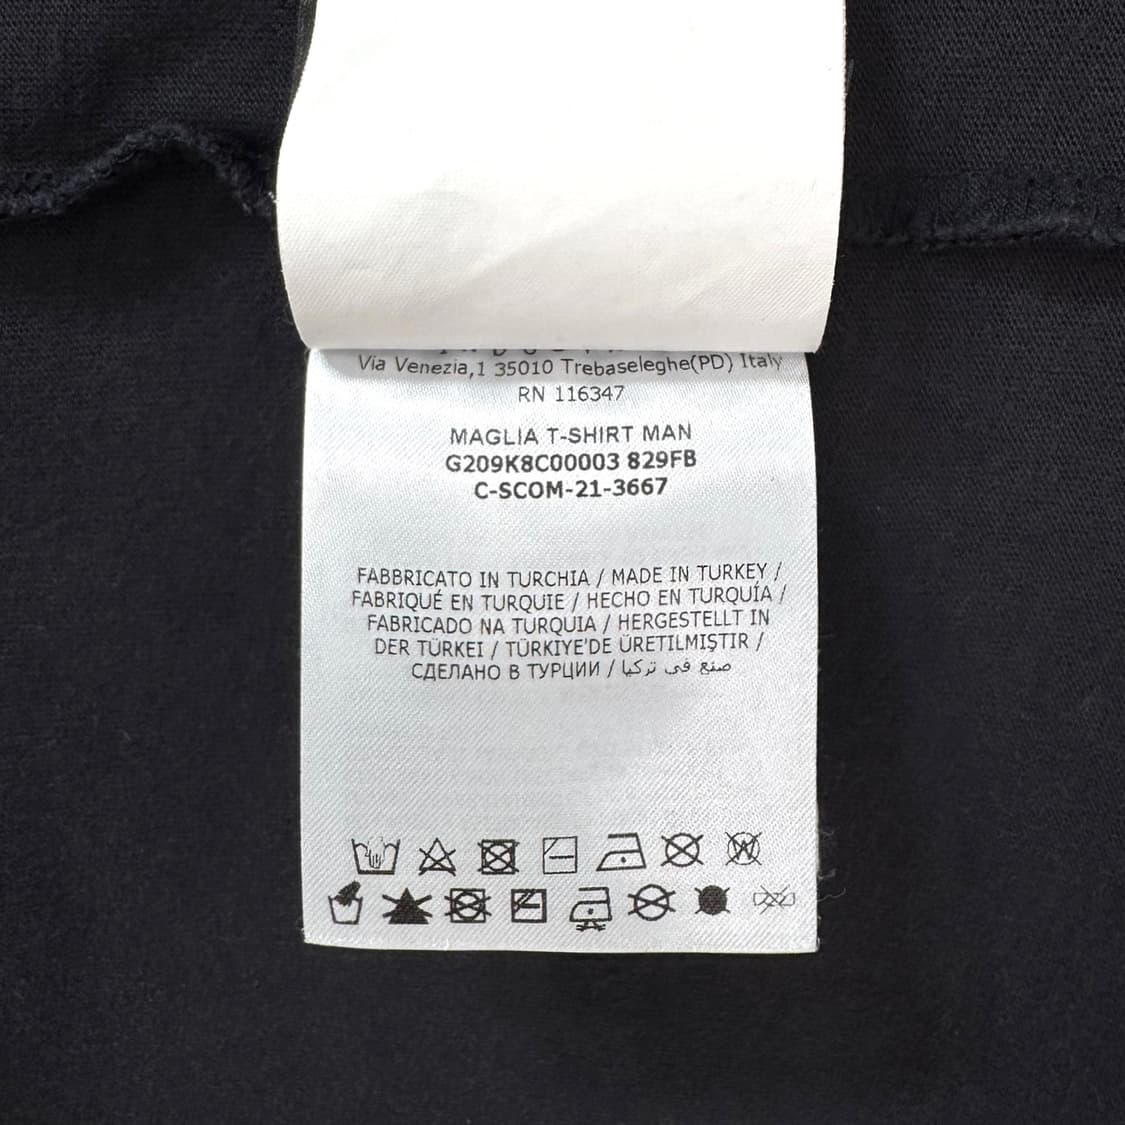 Via Venezia,1 35010 Trebaseleghe(PD) Italy
RN 116347
MAGLIA T-SHIRT MAN
G209K8C00003 829FB
C-SCOM-21-3667
FABBRICATO IN TURCHIA / MADE IN TURKEY /
FABRIQUÉ EN TURQUIE / HECHO EN TURQUÍA /
FABRICADO NA TURQUIA / HERGESTELLT IN
DER TÜRKEI / TÜRKIYE'DE ÜRETILMIŞTIR /
СДЕЛАНО В ТУРЦИИ / صنع في تركيا
W